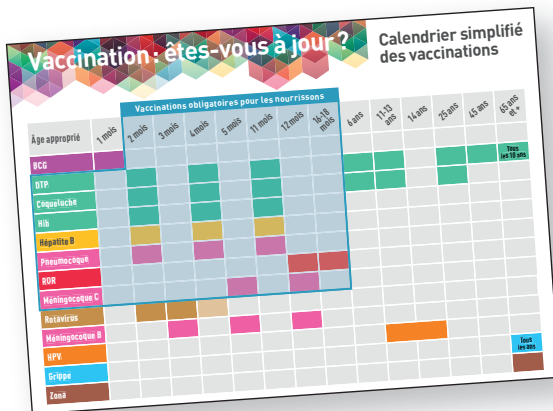 Vaccination : êtes-vous à jour ?
Calendrier simplifié
des vaccinations
Vaccinations obligatoires pour les nourrissons
Âge approprié
1 mois
2 mois
3 mois
4 mois
5 mois
11 mois
12 mois
16-18
mois
6 ans
11-13
ans
14 ans
25 ans
45 ans
65 ans
et +
BCG
DTP
Tous
les 10 ans
Coqueluche
Hib
Hépatite B
Pneumocoque
ROR
Méningocoque C
Rotavirus
Méningocoque B
HPV
Grippe
Tous
les ans
Zona